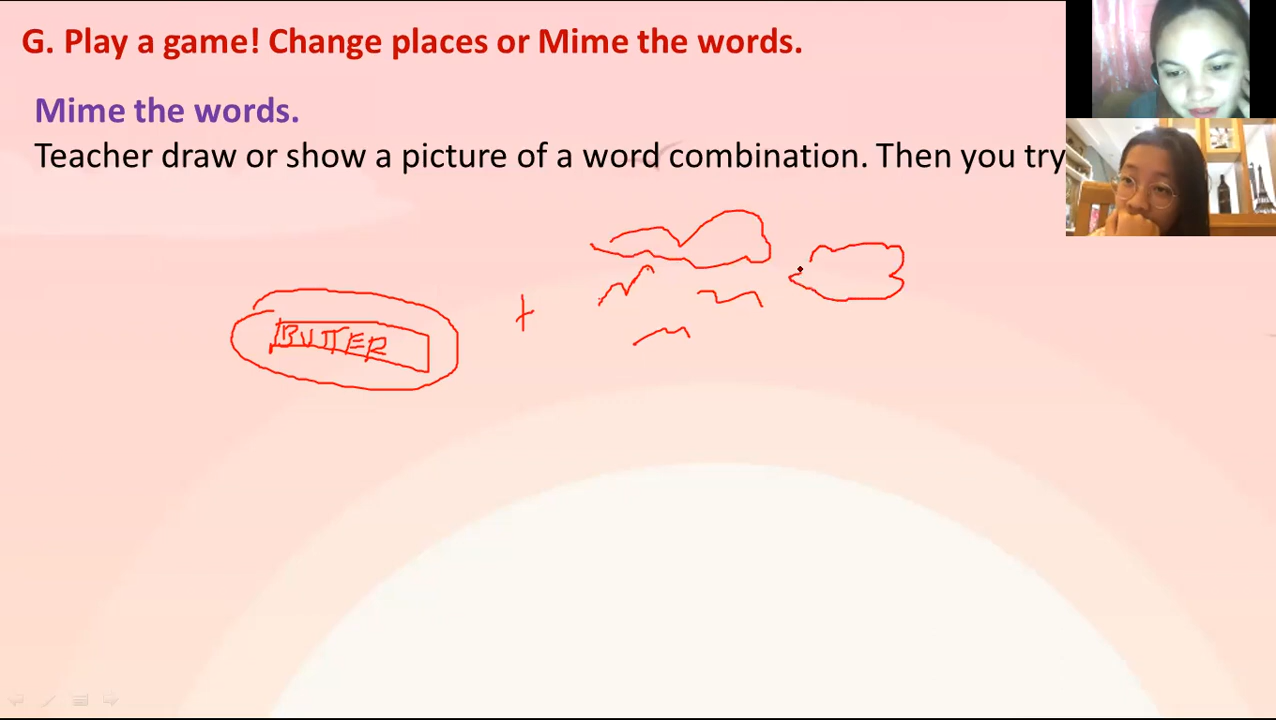 G. Play a game! Change places or Mime the words.
Mime the words.
Teacher draw or show a picture of a word combination. Then you try
BUTTER +